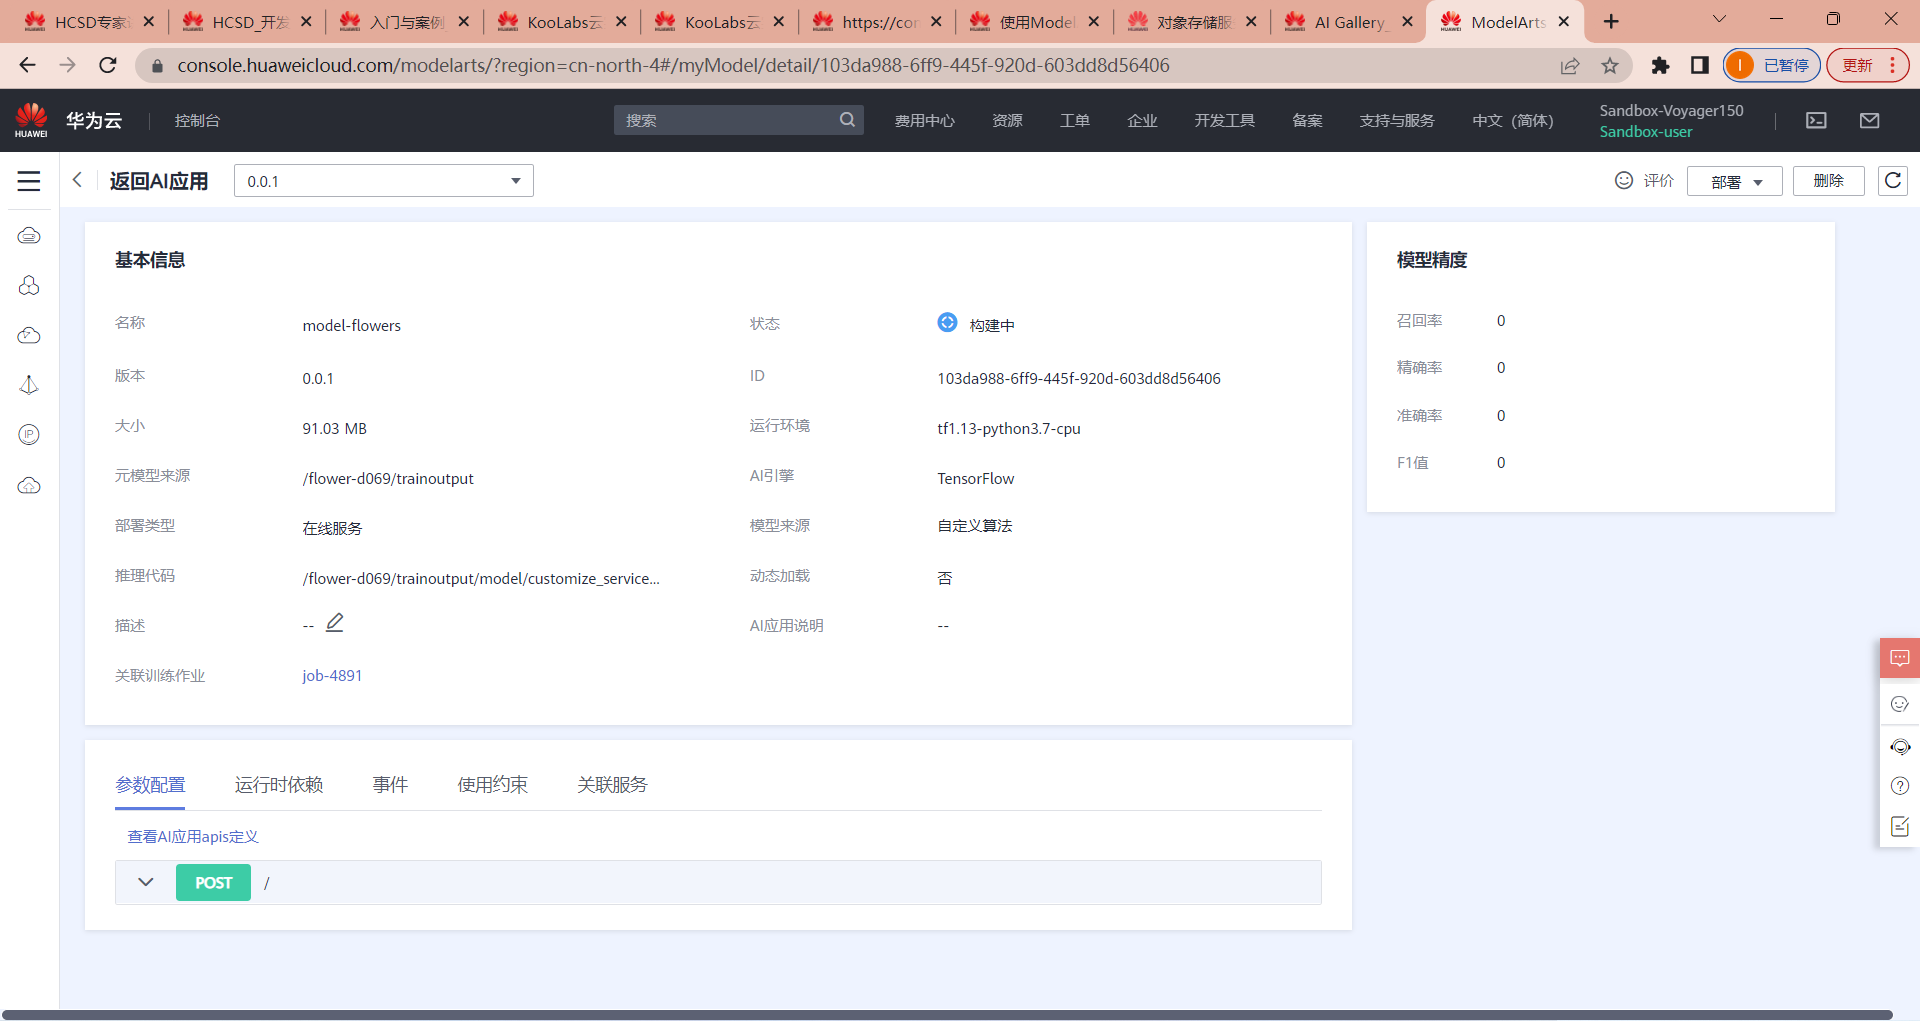 HCSD专家
HCSD_开发
入门与案例
KooLabs云
KooLabs云
https://con
使用Model
对象存储服
AI Gallery_
ModelArts
console.huaweicloud.com/modelarts/?region=cn-north-4#/myModel/detail/103da988-6ff9-445f-920d-603dd8d56406
I 已暂停
更新
HUAWEI
华为云
控制台
搜索
费用中心
资源
工单
企业
开发工具
备案
支持与服务
中文（简体）
Sandbox-Voyager150
Sandbox-user
返回AI应用
0.0.1
评价
部署
删除
基本信息
名称 model-flowers 状态 构建中
版本 0.0.1 ID 103da988-6ff9-445f-920d-603dd8d56406
大小 91.03 MB 运行环境 tf1.13-python3.7-cpu
元模型来源 /flower-d069/trainoutput AI引擎 TensorFlow
部署类型 在线服务 模型来源 自定义算法
推理代码 /flower-d069/trainoutput/model/customize_service... 动态加载 否
描述 -- AI应用说明 --
关联训练作业 job-4891
模型精度
召回率 0
精确率 0
准确率 0
F1值 0
参数配置 运行时依赖 事件 使用约束 关联服务
查看AI应用apis定义
POST /
IP